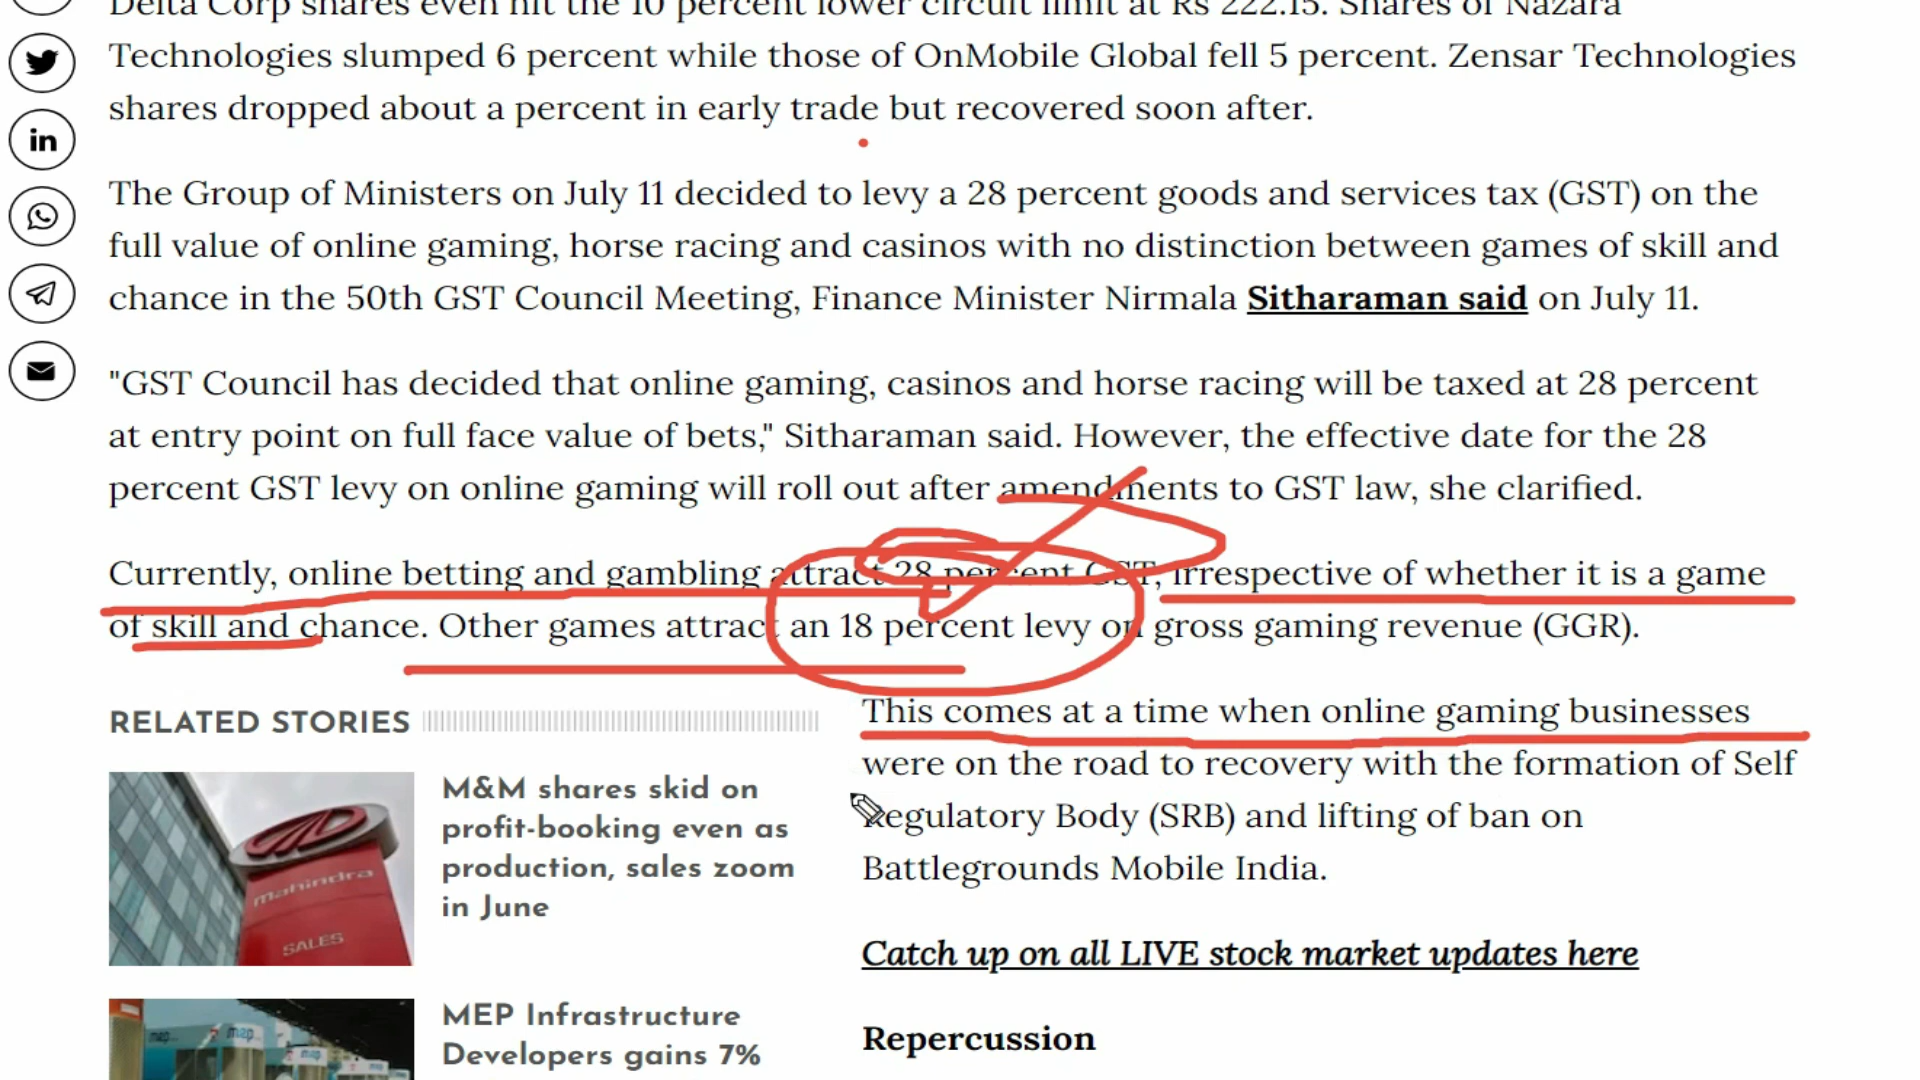 Delta Corp shares even hit the 10 percent lower circuit limit at Rs 222.15. Shares of Nazara
Technologies slumped 6 percent while those of OnMobile Global fell 5 percent. Zensar Technologies
shares dropped about a percent in early trade but recovered soon after.
The Group of Ministers on July 11 decided to levy a 28 percent goods and services tax (GST) on the
full value of online gaming, horse racing and casinos with no distinction between games of skill and
chance in the 50th GST Council Meeting, Finance Minister Nirmala Sitharaman said on July 11.
"GST Council has decided that online gaming, casinos and horse racing will be taxed at 28 percent
at entry point on full face value of bets," Sitharaman said. However, the effective date for the 28
percent GST levy on online gaming will roll out after amendments to GST law, she clarified.
Currently, online betting and gambling attract 28 percent GST, irrespective of whether it is a game
of skill and chance. Other games attract an 18 percent levy on gross gaming revenue (GGR).
RELATED STORIES
M&M shares skid on
profit-booking even as
production, sales zoom
in June
mahindra
SALES
MEP Infrastructure
Developers gains 7%
mep
mep
This comes at a time when online gaming businesses
were on the road to recovery with the formation of Self
Regulatory Body (SRB) and lifting of ban on
Battlegrounds Mobile India.
Catch up on all LIVE stock market updates here
Repercussion